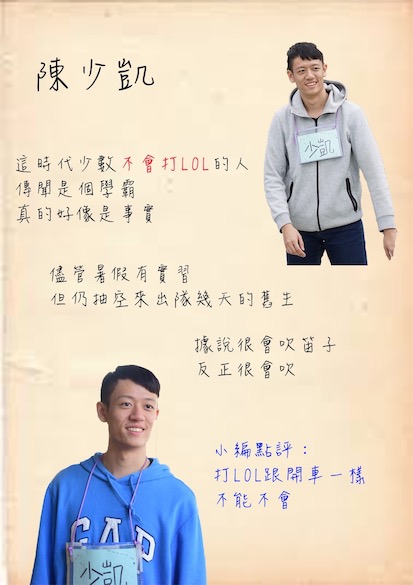 陳少凱
少凱
這時代少數不會打LOL的人
傳聞是個學霸
真的好像是事實
儘管暑假有實習
但仍抽空來出隊幾天的舊生
據說很會吹笛子
反正很會吹
小編點評：
打LOL跟開車一樣
不能不會
GAP
少凱